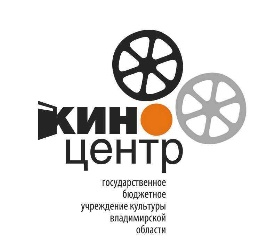 КИНО
центр
государственное
бюджетное
учреждение культуры
владимирской
области